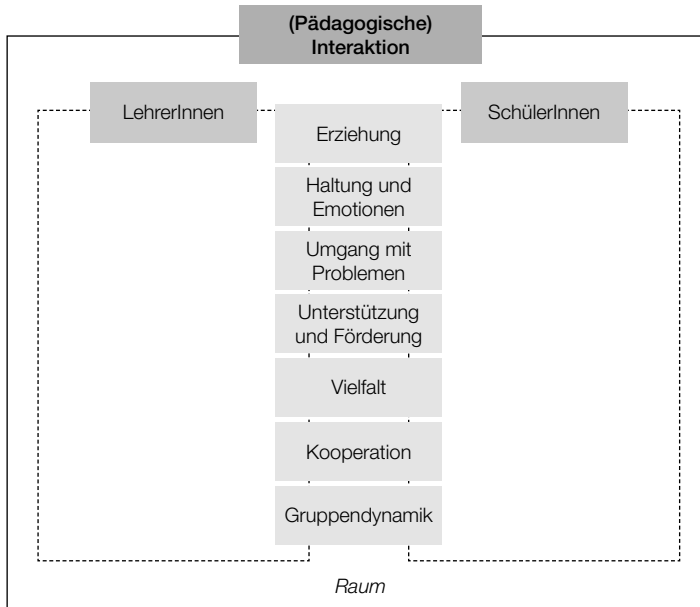 (Pädagogische)
Interaktion
LehrerInnen
SchülerInnen
Erziehung
Haltung und
Emotionen
Umgang mit
Problemen
Unterstützung
und Förderung
Vielfalt
Kooperation
Gruppendynamik
Raum